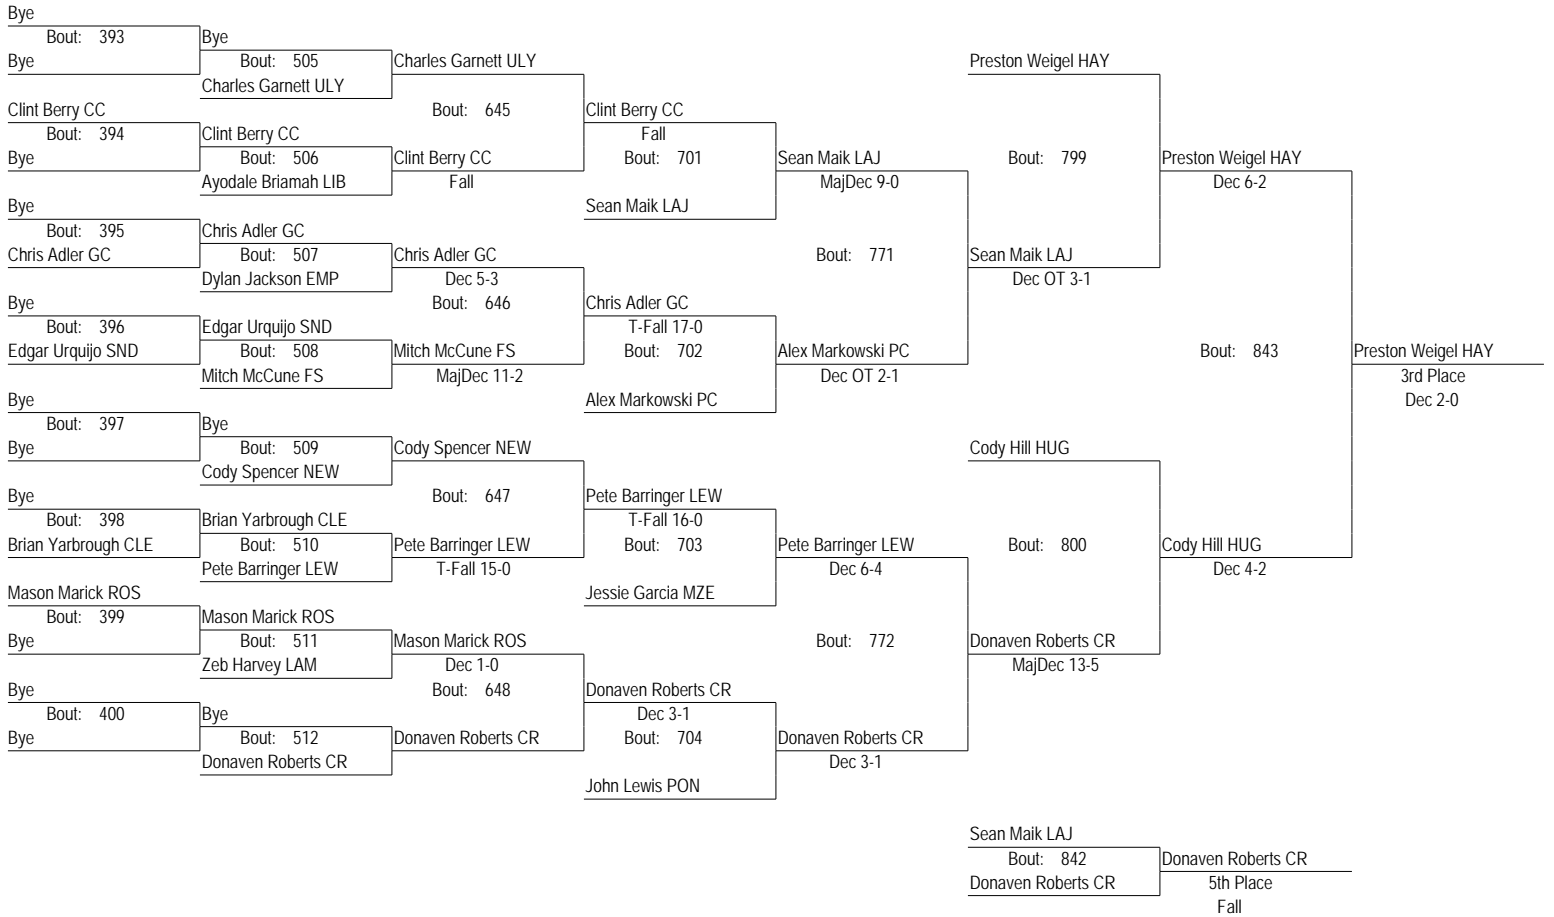 Bye
Bout: 393
Bye
Bye
Bout: 505
Charles Garnett ULY
Charles Garnett ULY
Clint Berry CC
Bout: 394
Bye
Clint Berry CC
Bout: 506
Ayodale Briamah LIB
Clint Berry CC
Fall
Bout: 645
Clint Berry CC
Fall
Bout: 701
Sean Maik LAJ
Sean Maik LAJ
MajDec 9-0
Bye
Bout: 395
Chris Adler GC
Chris Adler GC
Bout: 507
Dylan Jackson EMP
Chris Adler GC
Dec 5-3
Bout: 646
Bye
Bout: 396
Edgar Urquijo SND
Edgar Urquijo SND
Bout: 508
Mitch McCune FS
Mitch McCune FS
MajDec 11-2
Chris Adler GC
T-Fall 17-0
Bout: 702
Alex Markowski PC
Alex Markowski PC
Dec OT 2-1
Bout: 771
Sean Maik LAJ
Dec OT 3-1
Preston Weigel HAY
Bout: 799
Preston Weigel HAY
Dec 6-2
Bye
Bout: 397
Bye
Bye
Bout: 509
Cody Spencer NEW
Cody Spencer NEW
Bye
Bout: 398
Brian Yarbrough CLE
Brian Yarbrough CLE
Bout: 510
Pete Barringer LEW
Pete Barringer LEW
T-Fall 15-0
Bout: 647
Pete Barringer LEW
T-Fall 16-0
Bout: 703
Jessie Garcia MZE
Pete Barringer LEW
Dec 6-4
Mason Marick ROS
Bout: 399
Bye
Mason Marick ROS
Bout: 511
Zeb Harvey LAM
Mason Marick ROS
Dec 1-0
Bout: 648
Bye
Bout: 400
Bye
Bye
Bout: 512
Donaven Roberts CR
Donaven Roberts CR
Donaven Roberts CR
Dec 3-1
Bout: 704
John Lewis PON
Donaven Roberts CR
Dec 3-1
Bout: 772
Donaven Roberts CR
MajDec 13-5
Cody Hill HUG
Bout: 800
Cody Hill HUG
Dec 4-2
Bout: 843
Preston Weigel HAY
3rd Place
Dec 2-0
Sean Maik LAJ
Bout: 842
Donaven Roberts CR
Donaven Roberts CR
5th Place
Fall